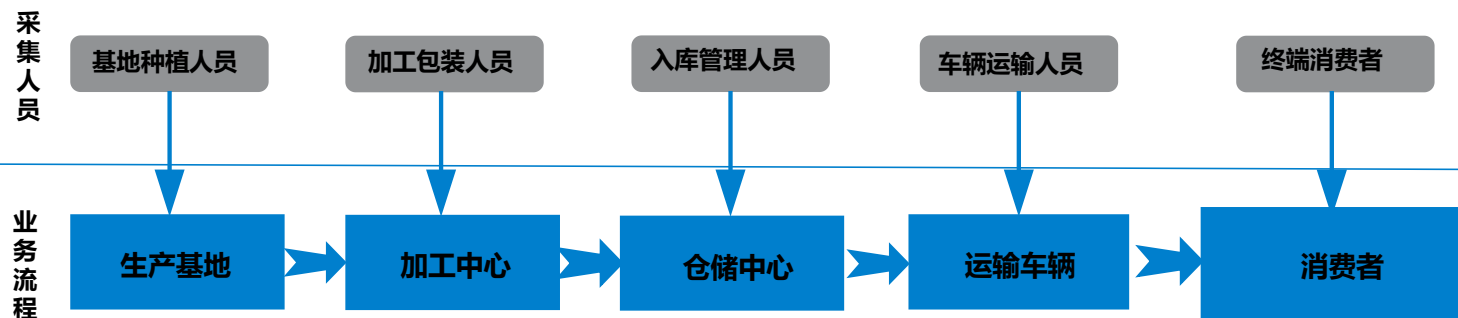 采集人员
基地种植人员
加工包装人员
入库管理人员
车辆运输人员
终端消费者
业务流程
生产基地
加工中心
仓储中心
运输车辆
消费者